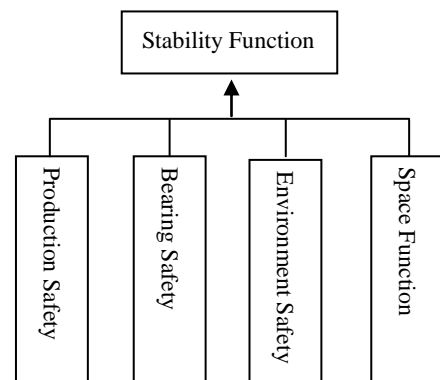 Stability Function
Production Safety
Bearing Safety
Environment Safety
Space Function